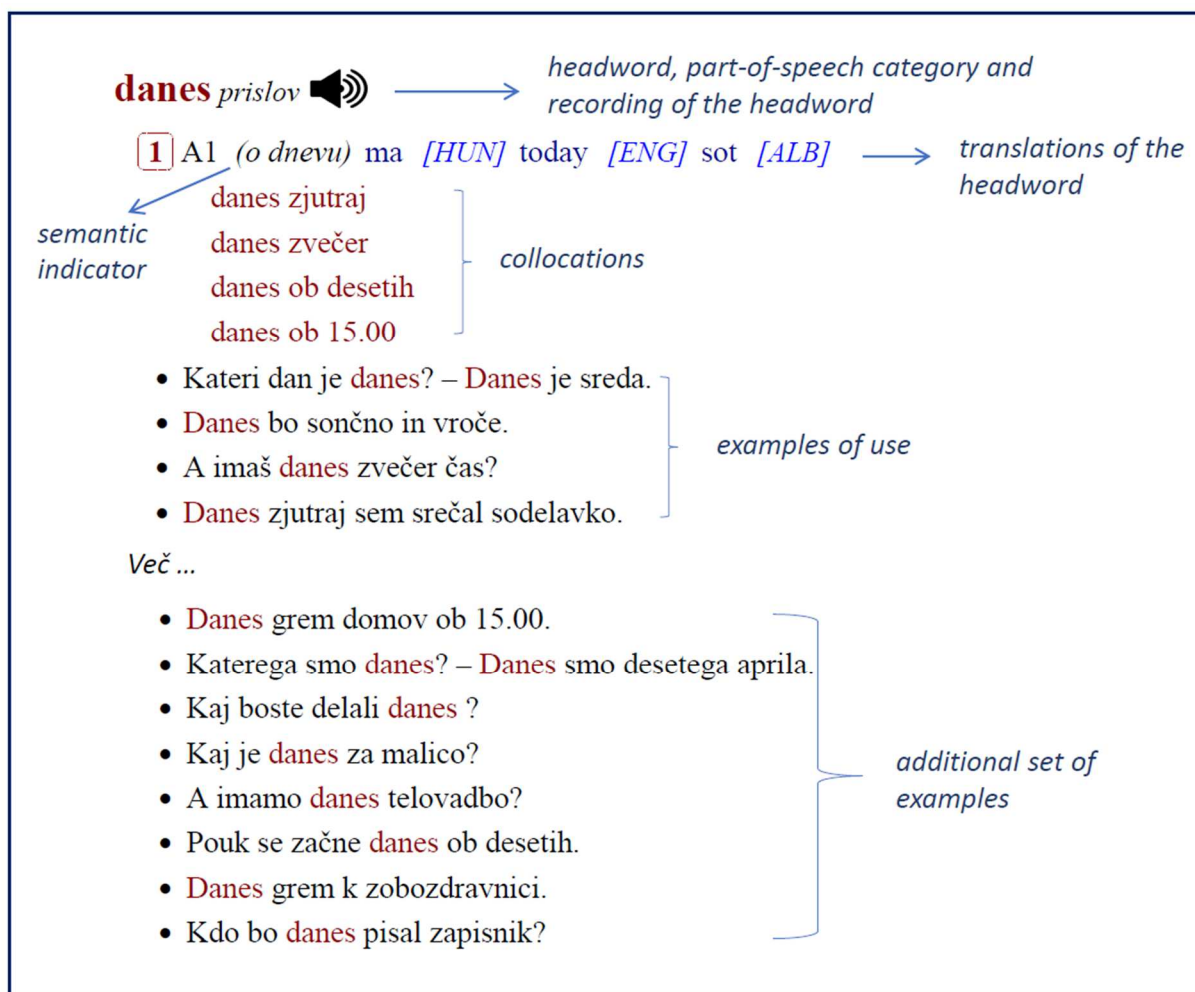 danes prislov
headword, part-of-speech category and
recording of the headword
1 A1 (o dnevu) ma [HUN] today [ENG] sot [ALB]
translations of the
headword
semantic
indicator
danes zjutraj
danes zvečer
danes ob desetih
danes ob 15.00
collocations
• Kateri dan je danes? – Danes je sreda.
• Danes bo sončno in vroče.
• A imaš danes zvečer čas?
• Danes zjutraj sem srečal sodelavko.
examples of use
Več ...
• Danes grem domov ob 15.00.
• Katerega smo danes? – Danes smo desetega aprila.
• Kaj boste delali danes ?
• Kaj je danes za malico?
• A imamo danes telovadbo?
• Pouk se začne danes ob desetih.
• Danes grem k zobozdravnici.
• Kdo bo danes pisal zapisnik?
additional set of
examples